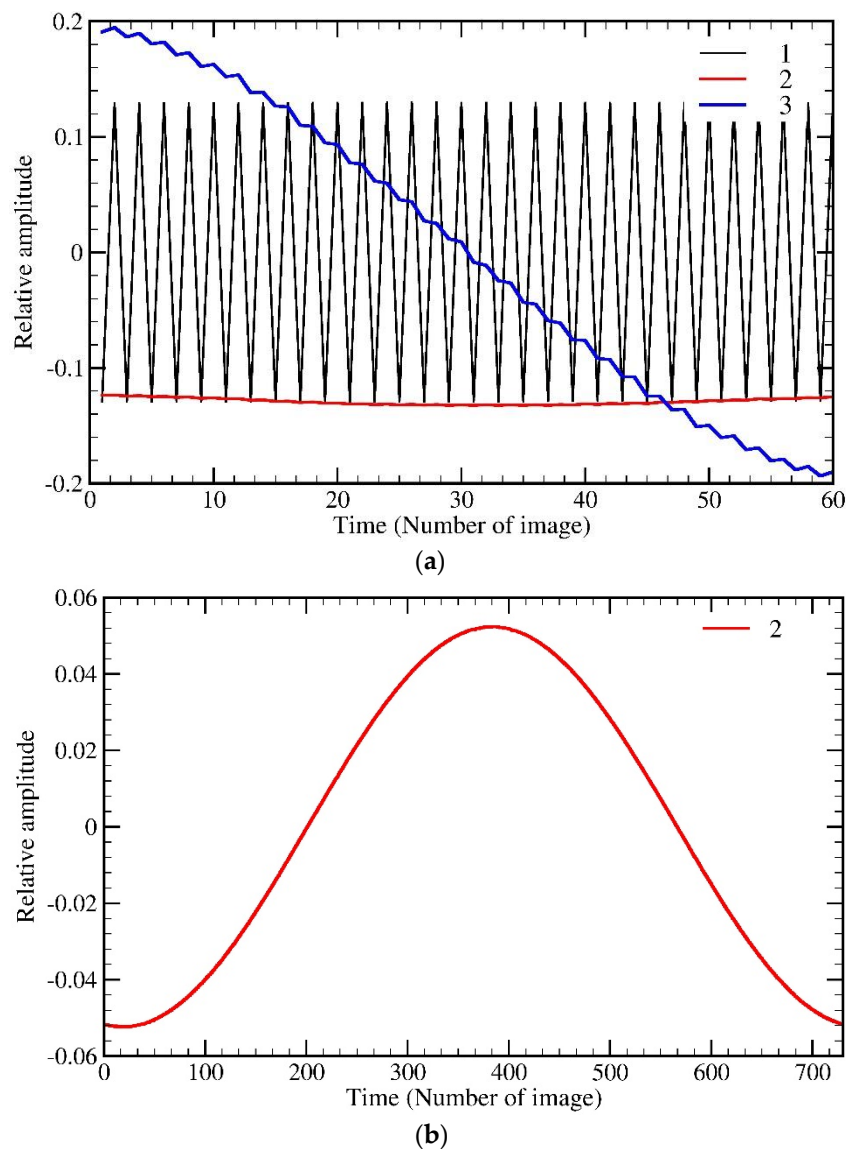 0.2
0.1
0
-0.1
-0.2
Relative amplitude
1
2
3
0 10 20 30 40 50 60
Time (Number of image)
(a)
0.06
0.04
0.02
0
-0.02
-0.04
-0.06
Relative amplitude
2
0 100 200 300 400 500 600 700
Time (Number of image)
(b)